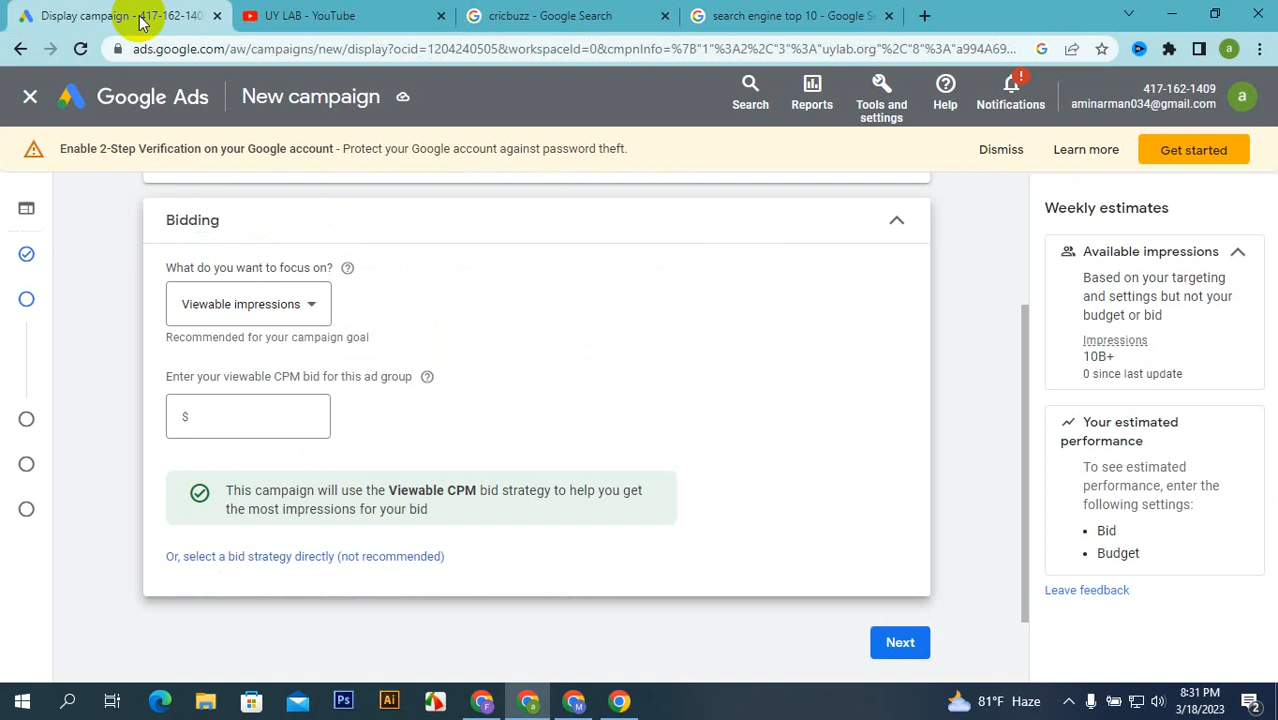 Display campaign - 417-162-140
UY LAB - YouTube
cricbuzz - Google Search
search engine top 10 - Google Se
ads.google.com/aw/campaigns/new/display?ocid=1204240505&workspaceId=0&cmpnInfo=%7B"1"%3A2%2C"3"%3A"uylab.org"%2C"8"%3A"a994A69...
a
Google Ads
New campaign
Search
Reports
Tools and
settings
Help
!
Notifications
417-162-1409
aminarman034@gmail.com
a
Enable 2-Step Verification on your Google account - Protect your Google account against password theft.
Dismiss
Learn more
Get started
Bidding
What do you want to focus on?
Viewable impressions
Recommended for your campaign goal
Enter your viewable CPM bid for this ad group
$
This campaign will use the Viewable CPM bid strategy to help you get
the most impressions for your bid
Or, select a bid strategy directly (not recommended)
Next
Weekly estimates
Available impressions
Based on your targeting
and settings but not your
budget or bid
Impressions
10B+
0 since last update
Your estimated
performance
To see estimated
performance, enter the
following settings:
• Bid
• Budget
Leave feedback
Ps
Ai
F
a
M
81°F Haze
8:31 PM
3/18/2023
2